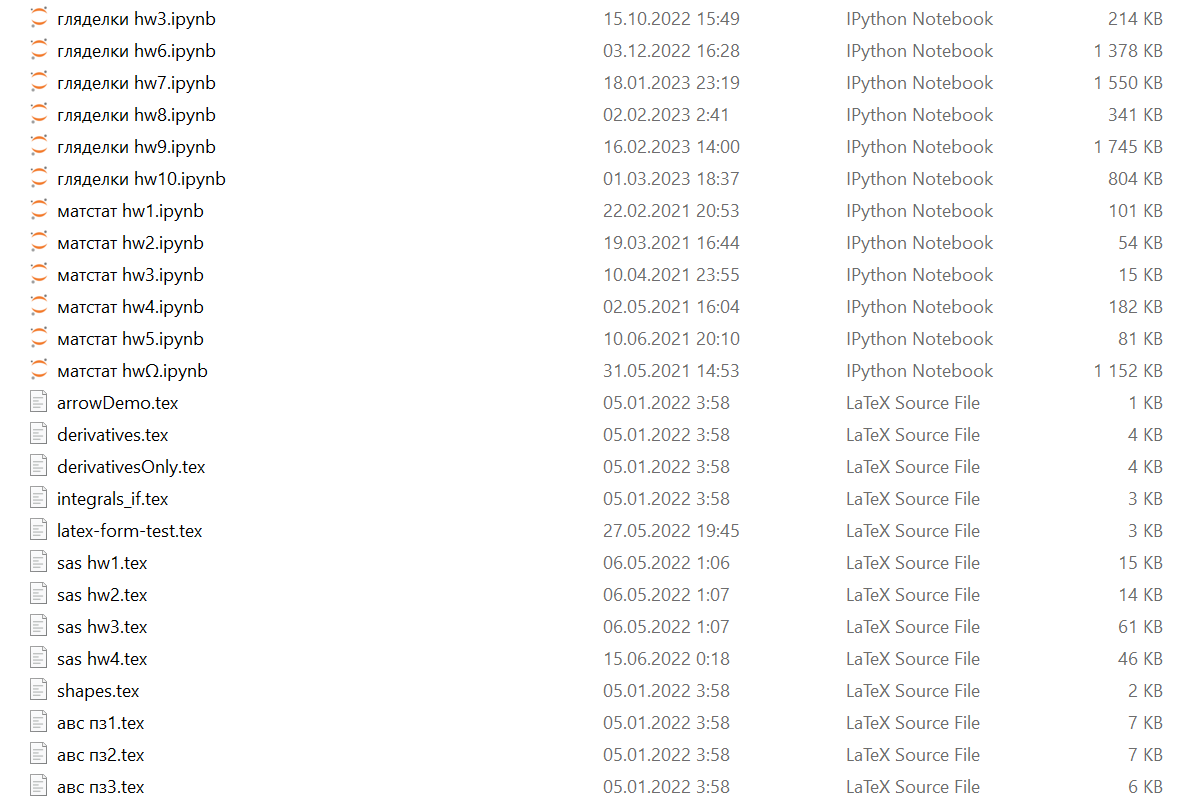 гляделки hw3.ipynb 15.10.2022 15:49 IPython Notebook 214 KB
гляделки hw6.ipynb 03.12.2022 16:28 IPython Notebook 1 378 KB
гляделки hw7.ipynb 18.01.2023 23:19 IPython Notebook 1 550 KB
гляделки hw8.ipynb 02.02.2023 2:41 IPython Notebook 341 KB
гляделки hw9.ipynb 16.02.2023 14:00 IPython Notebook 1 745 KB
гляделки hw10.ipynb 01.03.2023 18:37 IPython Notebook 804 KB
матстат hw1.ipynb 22.02.2021 20:53 IPython Notebook 101 KB
матстат hw2.ipynb 19.03.2021 16:44 IPython Notebook 54 KB
матстат hw3.ipynb 10.04.2021 23:55 IPython Notebook 15 KB
матстат hw4.ipynb 02.05.2021 16:04 IPython Notebook 182 KB
матстат hw5.ipynb 10.06.2021 20:10 IPython Notebook 81 KB
матстат hwΩ.ipynb 31.05.2021 14:53 IPython Notebook 1 152 KB
arrowDemo.tex 05.01.2022 3:58 LaTeX Source File 1 KB
derivatives.tex 05.01.2022 3:58 LaTeX Source File 4 KB
derivativesOnly.tex 05.01.2022 3:58 LaTeX Source File 4 KB
integrals_if.tex 05.01.2022 3:58 LaTeX Source File 3 KB
latex-form-test.tex 27.05.2022 19:45 LaTeX Source File 3 KB
sas hw1.tex 06.05.2022 1:06 LaTeX Source File 15 KB
sas hw2.tex 06.05.2022 1:07 LaTeX Source File 14 KB
sas hw3.tex 06.05.2022 1:07 LaTeX Source File 61 KB
sas hw4.tex 15.06.2022 0:18 LaTeX Source File 46 KB
shapes.tex 05.01.2022 3:58 LaTeX Source File 2 KB
авс пз1.tex 05.01.2022 3:58 LaTeX Source File 7 KB
авс пз2.tex 05.01.2022 3:58 LaTeX Source File 7 KB
авс пз3.tex 05.01.2022 3:58 LaTeX Source File 6 KB